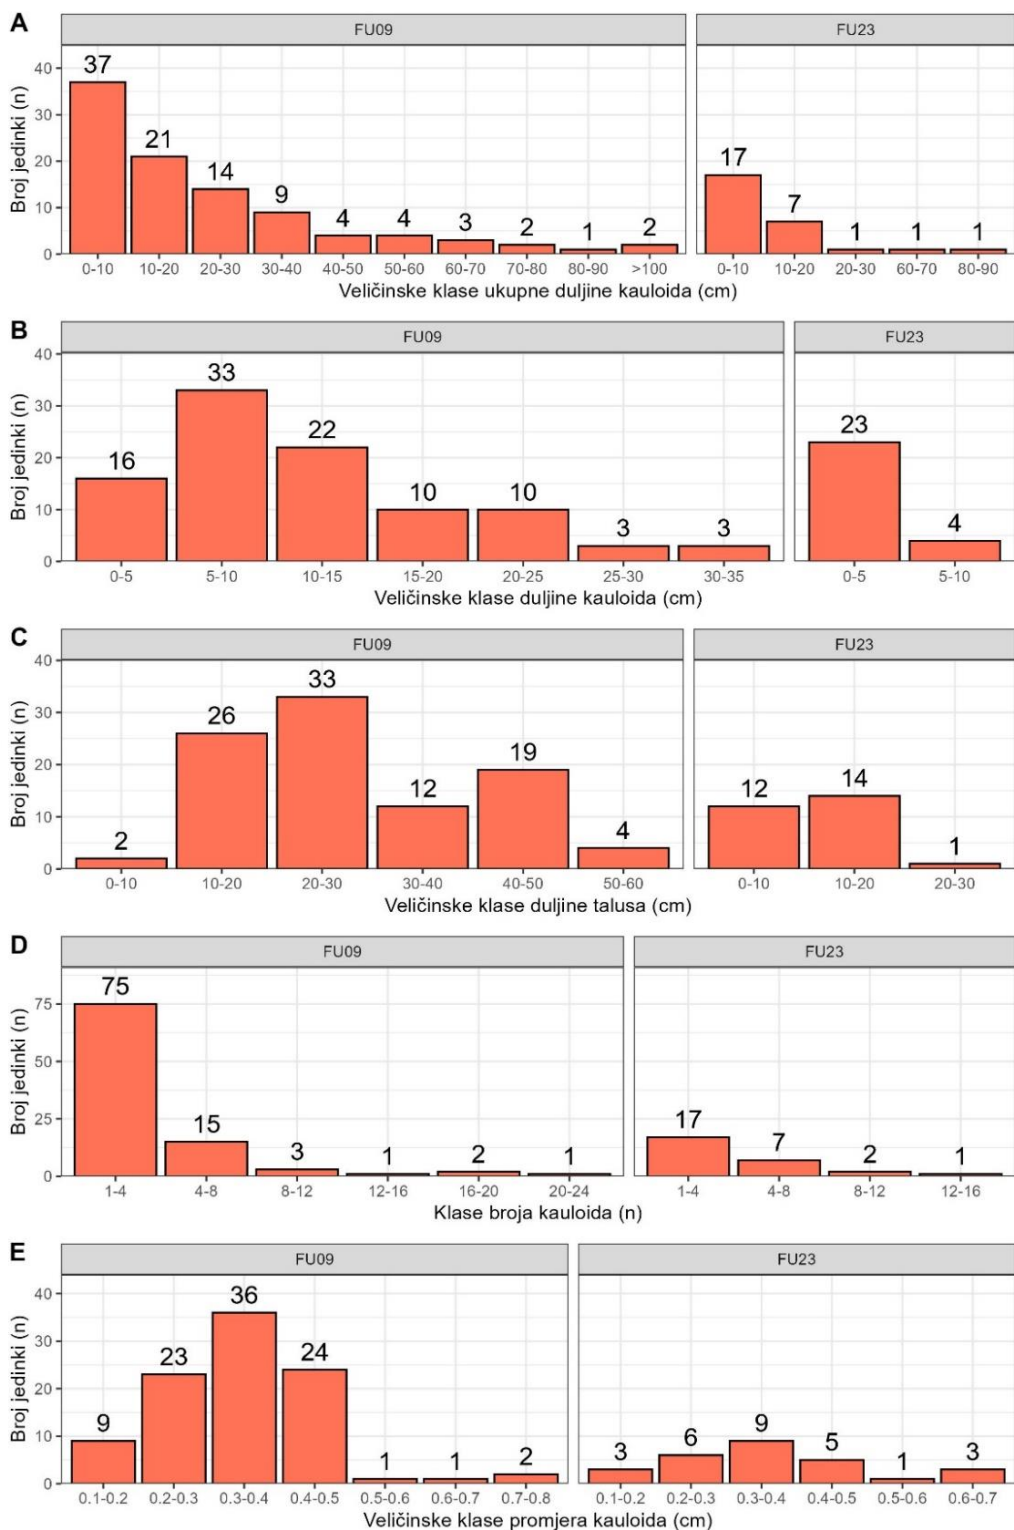 A
FU09 FU23
Broj jedinki (n)
40
30
20
10
0
37 21 14 9 4 4 3 2 1 2
17 7 1 1 1
0-10 10-20 20-30 30-40 40-50 50-60 60-70 70-80 80-90 >100
0-10 10-20 20-30 60-70 80-90
Veličinske klase ukupne duljine kauloida (cm)
B
FU09 FU23
Broj jedinki (n)
40
30
20
10
0
16 33 22 10 10 3 3
23 4
0-5 5-10 10-15 15-20 20-25 25-30 30-35
0-5 5-10
Veličinske klase duljine kauloida (cm)
C
FU09 FU23
Broj jedinki (n)
40
30
20
10
0
2 26 33 12 19 4
12 14 1
0-10 10-20 20-30 30-40 40-50 50-60
0-10 10-20 20-30
Veličinske klase duljine talusa (cm)
D
FU09 FU23
Broj jedinki (n)
75
50
25
0
75 15 3 1 2 1
17 7 2 1
1-4 4-8 8-12 12-16 16-20 20-24
1-4 4-8 8-12 12-16
Klase broja kauloida (n)
E
FU09 FU23
Broj jedinki (n)
40
30
20
10
0
9 23 36 24 1 1 2
3 6 9 5 1 3
0.1-0.2 0.2-0.3 0.3-0.4 0.4-0.5 0.5-0.6 0.6-0.7 0.7-0.8
0.1-0.2 0.2-0.3 0.3-0.4 0.4-0.5 0.5-0.6 0.6-0.7
Veličinske klase promjera kauloida (cm)